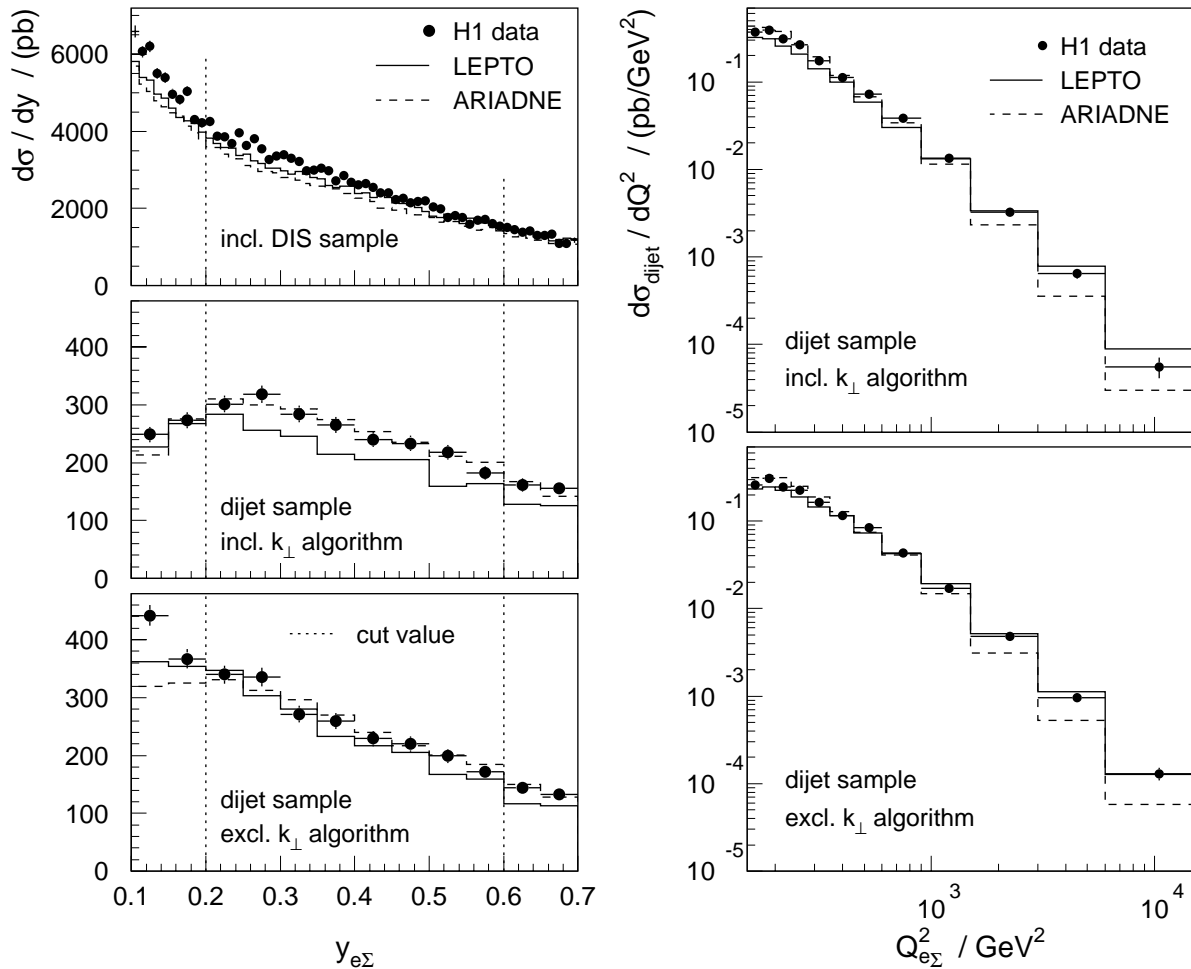 dσ / dy / (pb)
6000
4000
2000
0
H1 data
LEPTO
ARIADNE
incl. DIS sample
400
300
200
100
0
dijet sample
incl. k⊥ algorithm
400
300
200
100
0
cut value
dijet sample
excl. k⊥ algorithm
0.1 0.2 0.3 0.4 0.5 0.6 0.7
y_eΣ
dσ_dijet / dQ² / (pb/GeV²)
10⁻¹
10⁻²
10⁻³
10⁻⁴
10⁻⁵
H1 data
LEPTO
ARIADNE
dijet sample
incl. k⊥ algorithm
10⁻¹
10⁻²
10⁻³
10⁻⁴
10⁻⁵
dijet sample
excl. k⊥ algorithm
10³ 10⁴
Q²_eΣ / GeV²